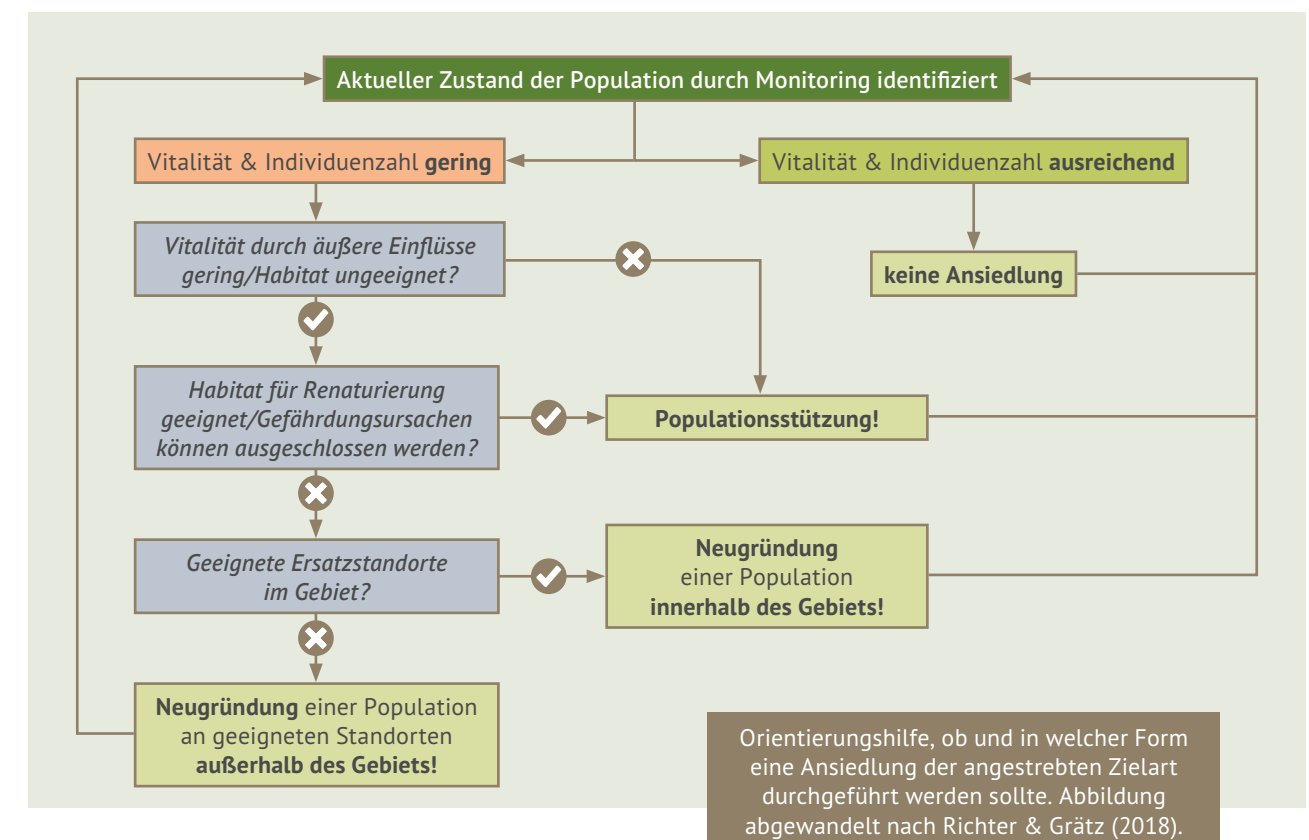 Aktueller Zustand der Population durch Monitoring identifiziert
Vitalität & Individuenzahl gering
Vitalität & Individuenzahl ausreichend
Vitalität durch äußere Einflüsse
gering/Habitat ungeeignet?
keine Ansiedlung
Habitat für Renaturierung
geeignet/Gefährdungsursachen
können ausgeschlossen werden?
Populationsstützung!
Geeignete Ersatzstandorte
im Gebiet?
Neugründung
einer Population
innerhalb des Gebiets!
Neugründung einer Population
an geeigneten Standorten
außerhalb des Gebiets!
Orientierungshilfe, ob und in welcher Form
eine Ansiedlung der angestrebten Zielart
durchgeführt werden sollte. Abbildung
abgewandelt nach Richter & Grätz (2018).